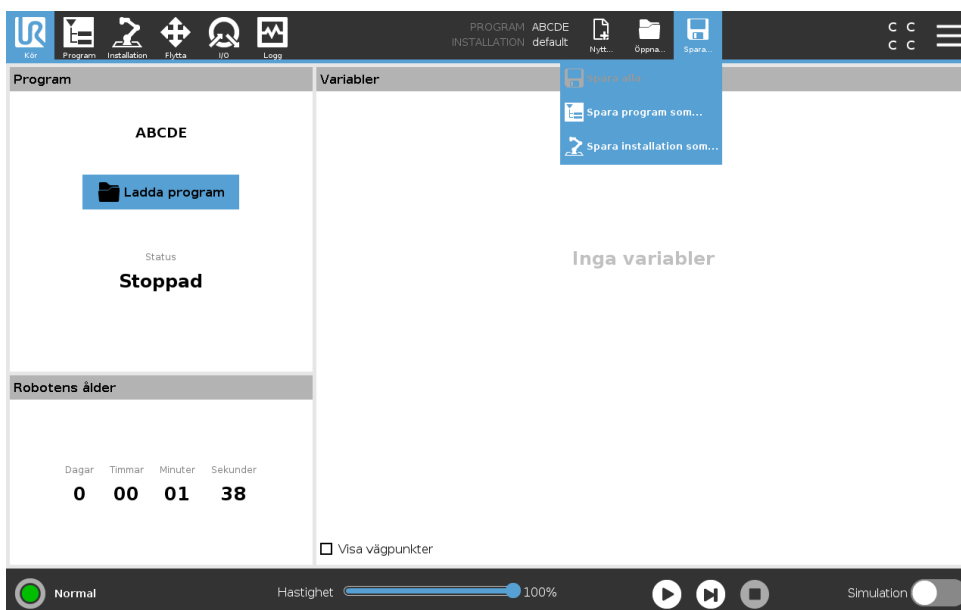 UR
PROGRAM ABCDE
INSTALLATION default
Kör Program Installation Flytta I/O Logg
Nytt... Öppna... Spara...
C C
C C
Program
Variabler
Spara alla
Spara program som...
Spara installation som...
ABCDE
Ladda program
Status
Stoppad
Inga variabler
Robotens ålder
Dagar Timmar Minuter Sekunder
0 00 01 38
Visa vägpunkter
Normal
Hastighet 100%
Simulation